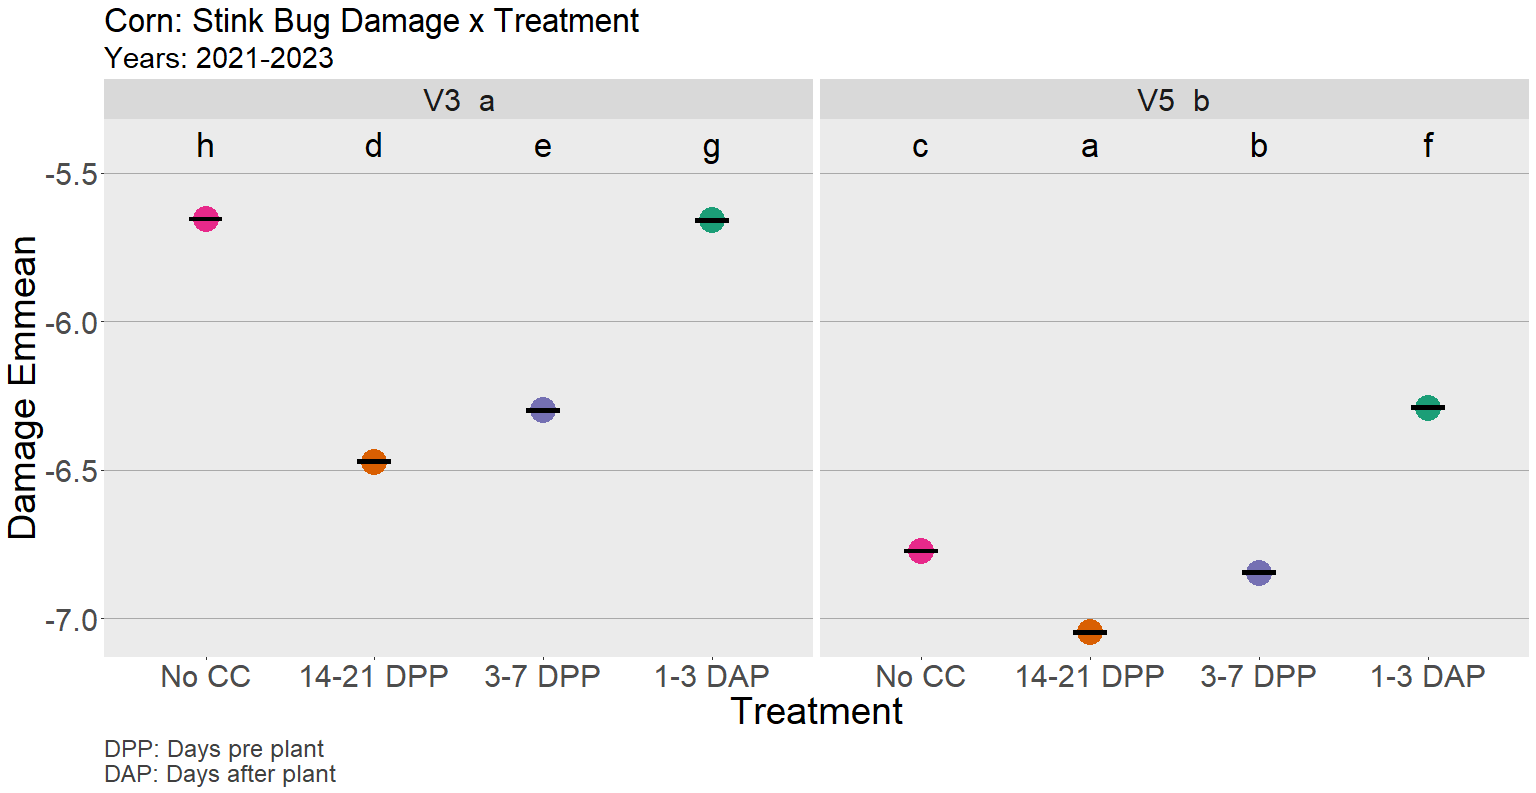 Corn: Stink Bug Damage x Treatment
Years: 2021-2023
V3 a
V5 b
h d e g
c a b f
-5.5
-6.0
-6.5
-7.0
Damage Emmean
No CC 14-21 DPP 3-7 DPP 1-3 DAP
No CC 14-21 DPP 3-7 DPP 1-3 DAP
Treatment
DPP: Days pre plant
DAP: Days after plant